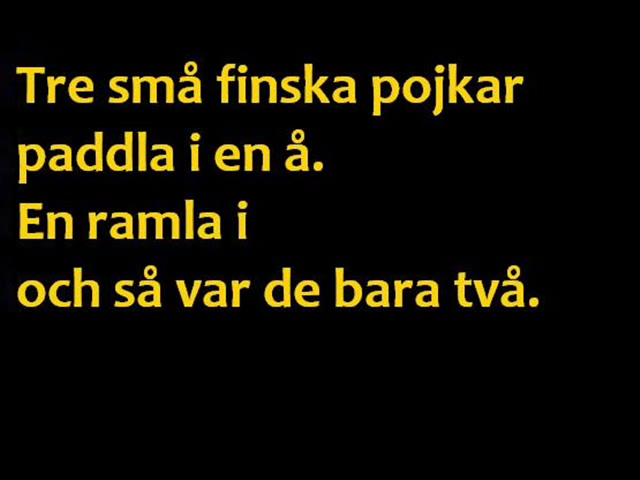 Tre små finska pojkar
paddla i en å.
En ramla i
och så var de bara två.